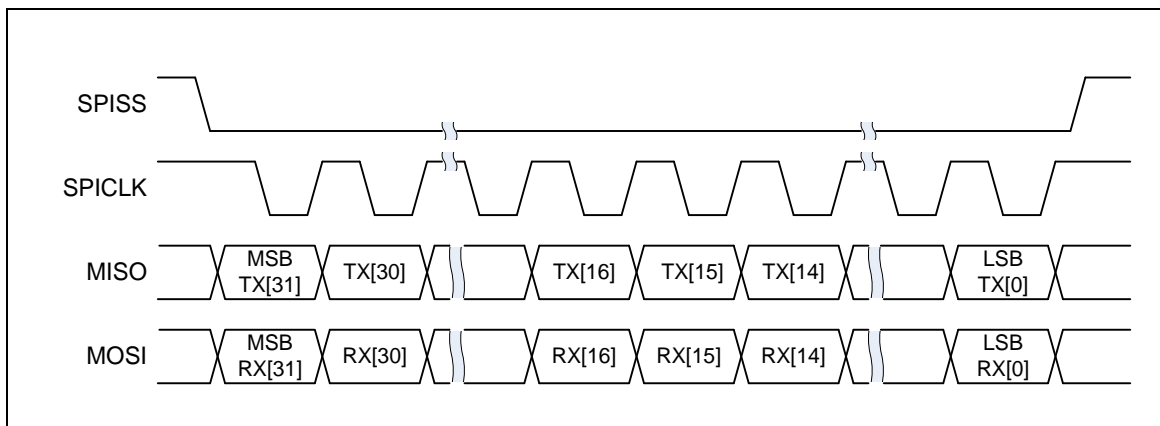 SPISS
SPICLK
MISO
MSB
TX[31]
TX[30]
TX[16]
TX[15]
TX[14]
LSB
TX[0]
MOSI
MSB
RX[31]
RX[30]
RX[16]
RX[15]
RX[14]
LSB
RX[0]